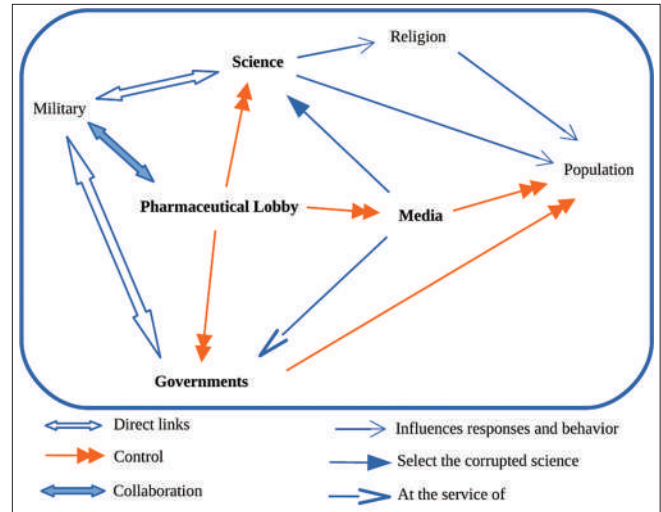 Religion
Science
Military
Population
Pharmaceutical Lobby
Media
Governments
Direct links
Influences responses and behavior
Control
Select the corrupted science
Collaboration
At the service of